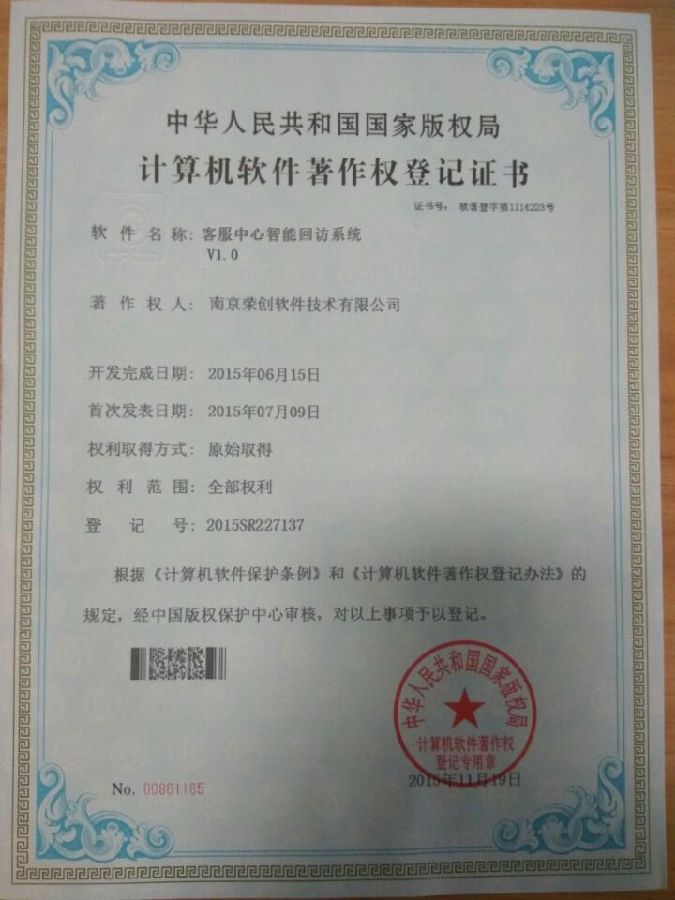 中华人民共和国国家版权局
计算机软件著作权登记证书
证书号: 软著登字第1114223号
软件名称: 客服中心智能回访系统
V1.0
著作权人: 南京荣创软件技术有限公司
开发完成日期: 2015年06月15日
首次发表日期: 2015年07月09日
权利取得方式: 原始取得
权利范围: 全部权利
登记号: 2015SR227137
根据《计算机软件保护条例》和《计算机软件著作权登记办法》的
规定，经中国版权保护中心审核，对以上事项予以登记。
中华人民共和国国家版权局
计算机软件著作权
登记专用章
No. 00861165
2015年11月19日